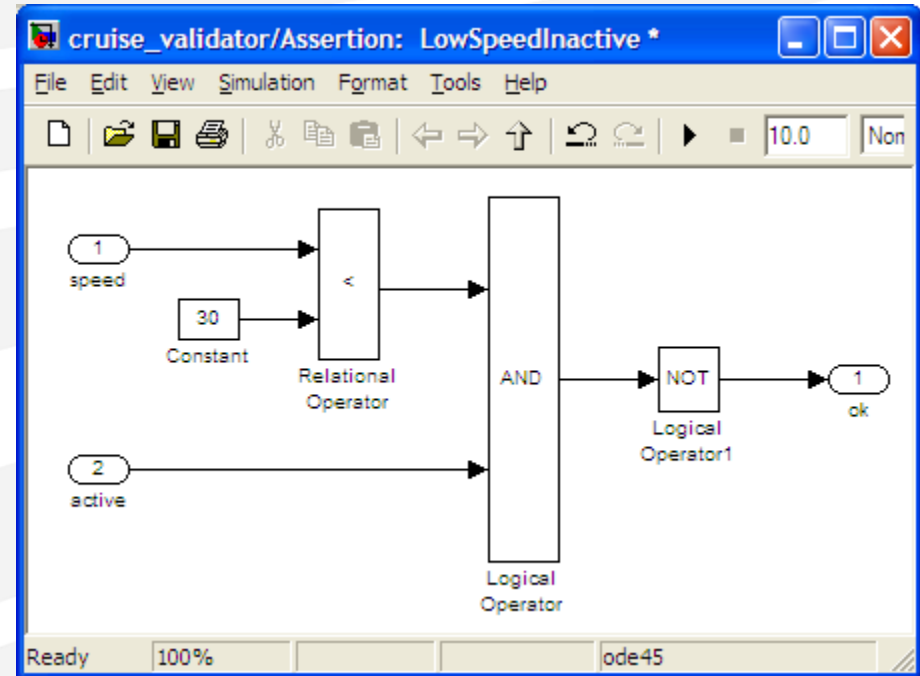 cruise_validator/Assertion: LowSpeedInactive *
File Edit View Simulation Format Tools Help
10.0
Nor
1
speed
30
Constant
<
Relational
Operator
2
active
AND
Logical
Operator
NOT
Logical
Operator1
1
ok
Ready 100% ode45